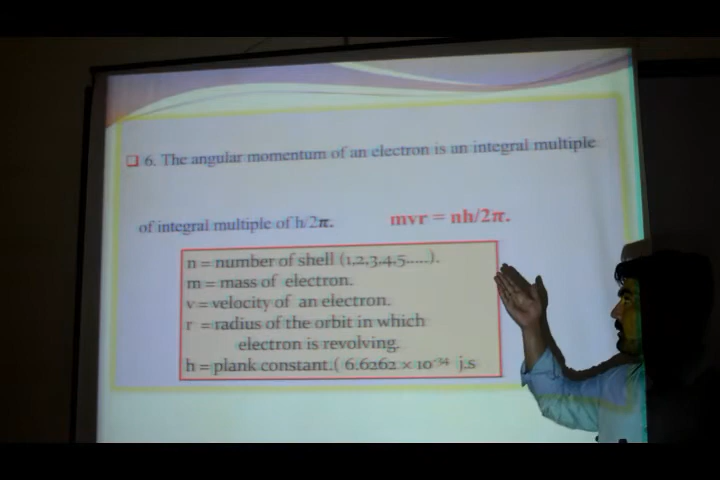 ❑ 6. The angular momentum of an electron is an integral multiple
of integral multiple of h/2π. mvr = nh/2π.
n = number of shell (1,2,3,4,5.....).
m = mass of electron.
v = velocity of an electron.
r = radius of the orbit in which
electron is revolving.
h = plank constant.( 6.6262 × 10⁻³⁴ j.s